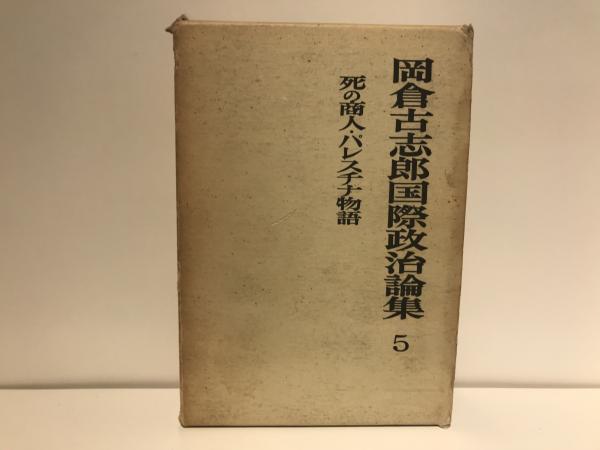 岡倉古志郎国際政治論集 5
死の商人・パレスチナ物語